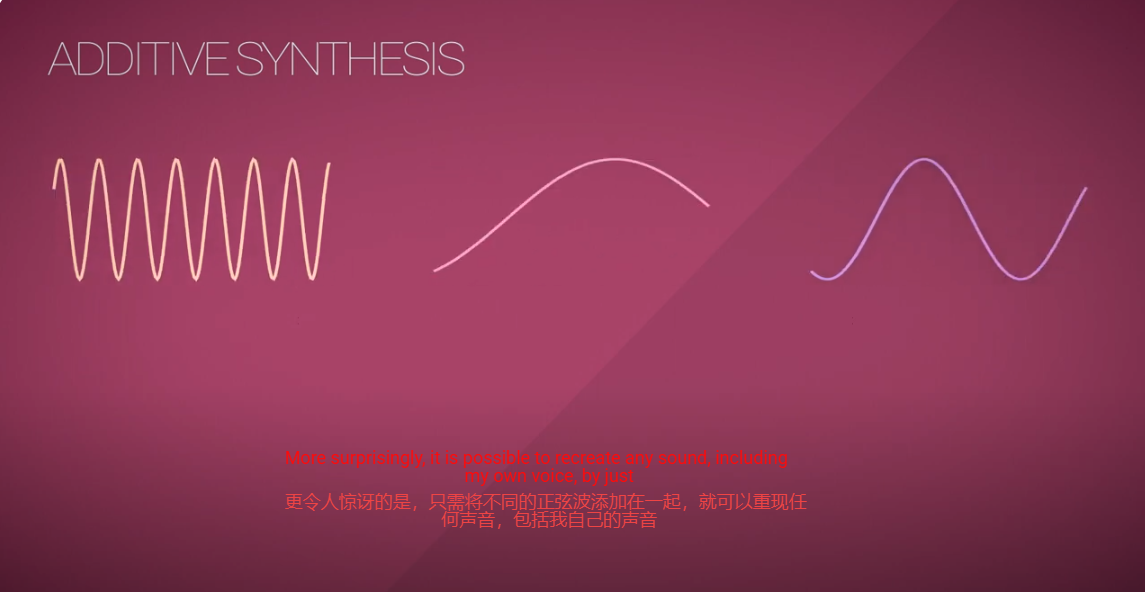 ADDITIVE SYNTHESIS
More surprisingly, it is possible to recreate any sound, including
my own voice, by just
更令人惊讶的是，只需将不同的正弦波添加在一起，就可以重现任
何声音，包括我自己的声音